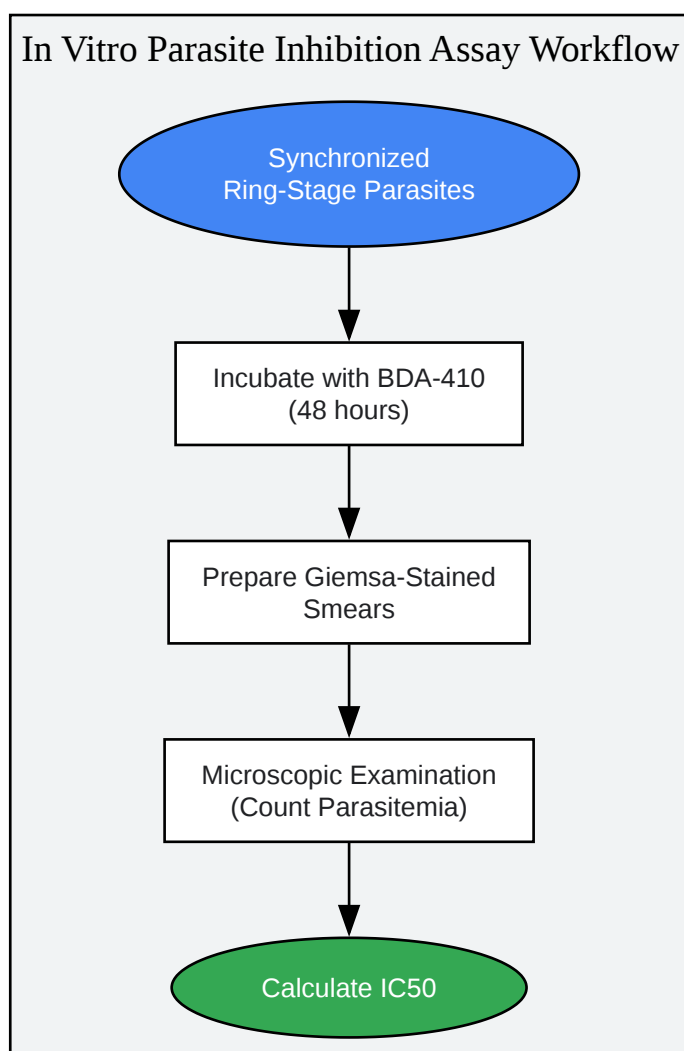 In Vitro Parasite Inhibition Assay Workflow
Synchronized
Ring-Stage Parasites
Incubate with BDA-410
(48 hours)
Prepare Giemsa-Stained
Smears
Microscopic Examination
(Count Parasitemia)
Calculate IC50